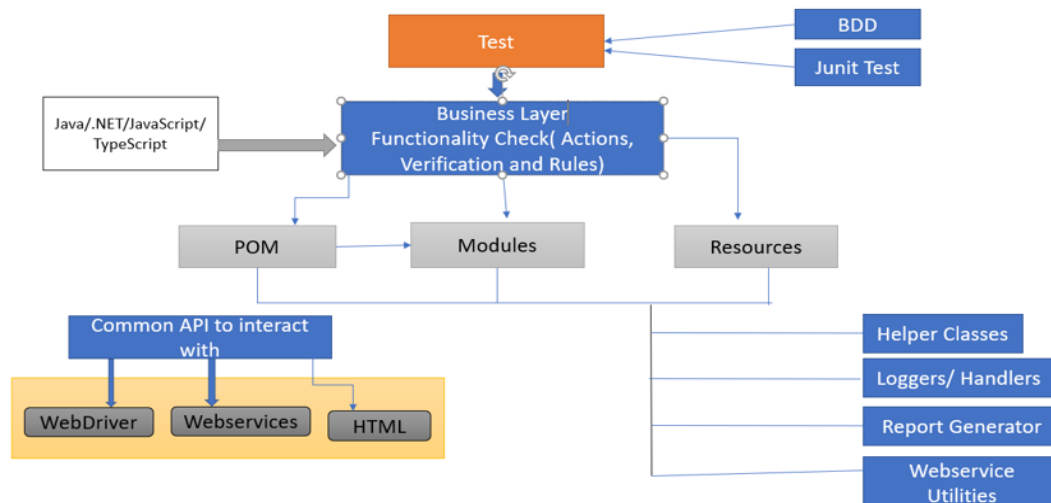 BDD
Test
Junit Test
Business Layer
Functionality Check( Actions,
Verification and Rules)
Java/.NET/JavaScript/
TypeScript
POM
Modules
Resources
Common API to interact
with
Helper Classes
Loggers/ Handlers
WebDriver
Webservices
HTML
Report Generator
Webservice
Utilities